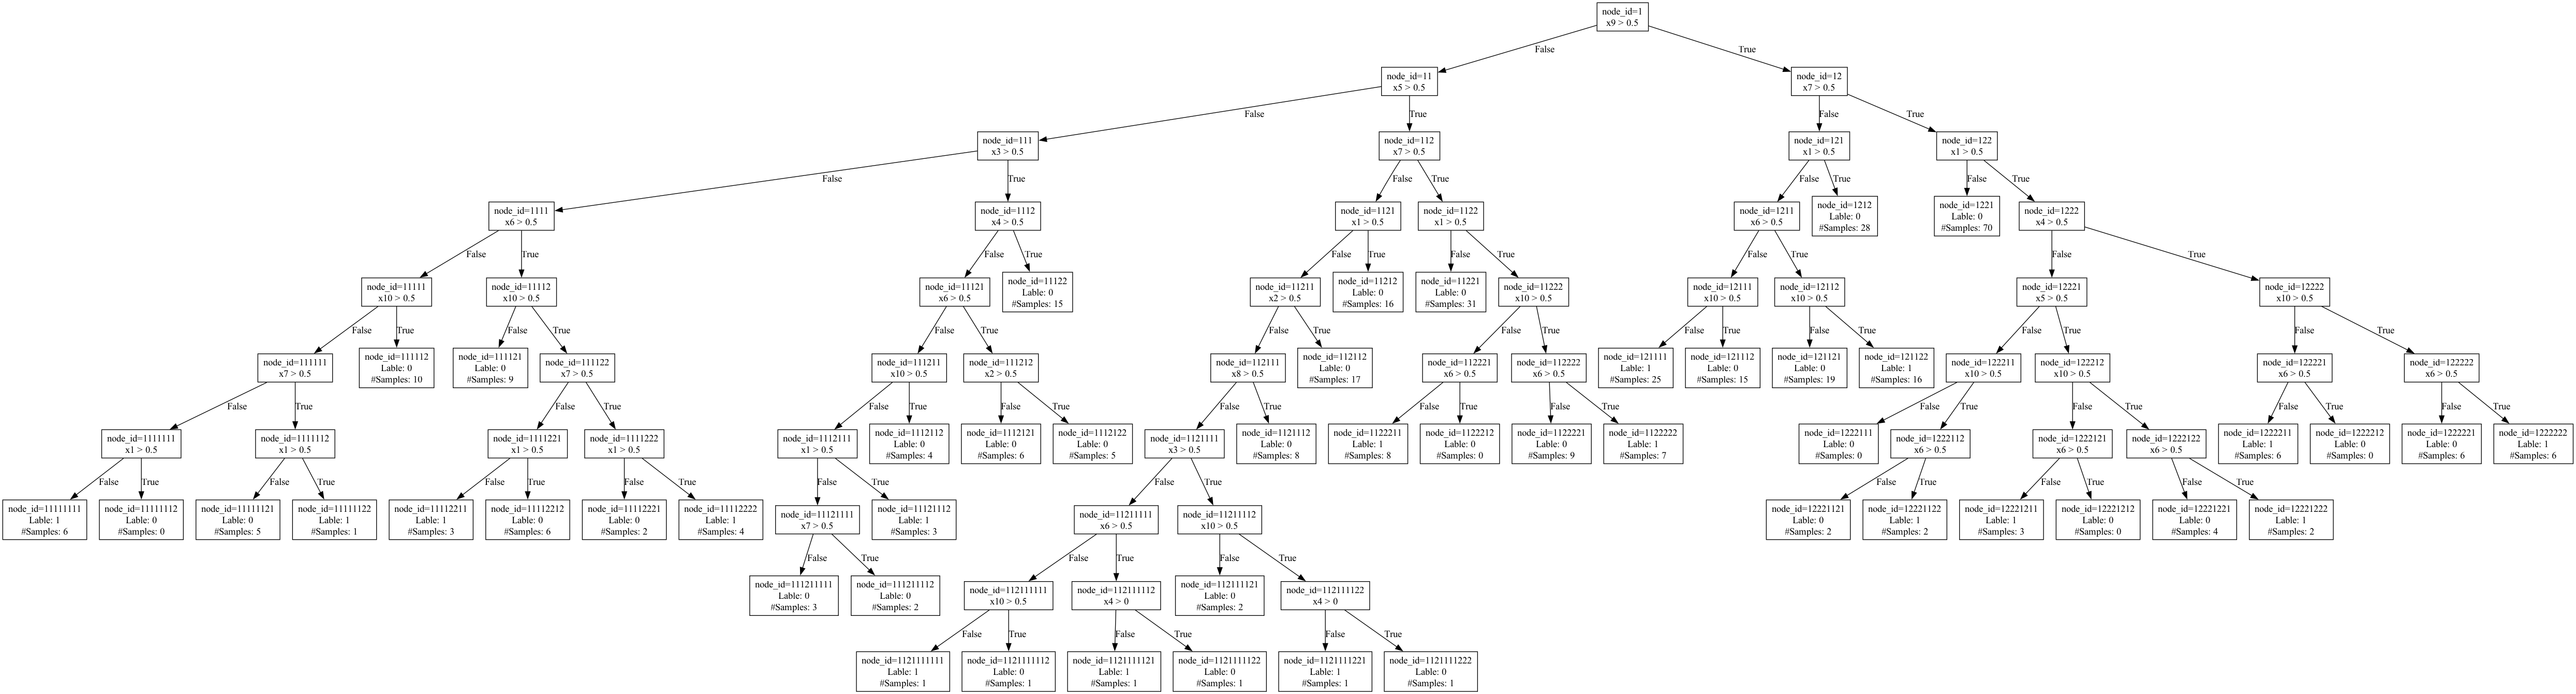 node_id=1
x9 > 0.5
False
True
node_id=11
x5 > 0.5
node_id=12
x7 > 0.5
False
True
False
True
node_id=111
x3 > 0.5
node_id=112
x7 > 0.5
node_id=121
x1 > 0.5
node_id=122
x1 > 0.5
False
True
False
True
False
True
False
True
node_id=1111
x6 > 0.5
node_id=1112
x4 > 0.5
node_id=1121
x1 > 0.5
node_id=1122
x1 > 0.5
node_id=1211
x6 > 0.5
node_id=1212
Lable: 0
#Samples: 28
node_id=1221
Lable: 0
#Samples: 70
node_id=1222
x4 > 0.5
False
True
False
True
False
True
False
True
False
True
False
True
node_id=11111
x10 > 0.5
node_id=11112
x10 > 0.5
node_id=11121
x6 > 0.5
node_id=11122
Lable: 0
#Samples: 15
node_id=11211
x2 > 0.5
node_id=11212
Lable: 0
#Samples: 16
node_id=11221
Lable: 0
#Samples: 31
node_id=11222
x10 > 0.5
node_id=12111
x10 > 0.5
node_id=12112
x10 > 0.5
node_id=12221
x5 > 0.5
node_id=12222
x10 > 0.5
False
True
False
True
False
True
False
True
False
True
False
True
False
True
False
True
False
True
node_id=111111
x7 > 0.5
node_id=111112
Lable: 0
#Samples: 10
node_id=111121
Lable: 0
#Samples: 9
node_id=111122
x7 > 0.5
node_id=111211
x10 > 0.5
node_id=111212
x2 > 0.5
node_id=112111
x8 > 0.5
node_id=112112
Lable: 0
#Samples: 17
node_id=112221
x6 > 0.5
node_id=112222
x6 > 0.5
node_id=121111
Lable: 1
#Samples: 25
node_id=121112
Lable: 0
#Samples: 15
node_id=121121
Lable: 0
#Samples: 19
node_id=121122
Lable: 1
#Samples: 16
node_id=122211
x10 > 0.5
node_id=122212
x10 > 0.5
node_id=122221
x6 > 0.5
node_id=122222
x6 > 0.5
False
True
False
True
False
True
False
True
False
True
False
True
False
True
False
True
False
True
False
True
False
True
node_id=1111111
x1 > 0.5
node_id=1111112
x1 > 0.5
node_id=1111221
x1 > 0.5
node_id=1111222
x1 > 0.5
node_id=1112111
x1 > 0.5
node_id=1112112
Lable: 0
#Samples: 4
node_id=1112121
Lable: 0
#Samples: 6
node_id=1112122
Lable: 0
#Samples: 5
node_id=1121111
x3 > 0.5
node_id=1121112
Lable: 0
#Samples: 8
node_id=1122211
Lable: 1
#Samples: 8
node_id=1122212
Lable: 0
#Samples: 0
node_id=1122221
Lable: 0
#Samples: 9
node_id=1122222
Lable: 1
#Samples: 7
node_id=1222111
Lable: 0
#Samples: 0
node_id=1222112
x6 > 0.5
node_id=1222121
x6 > 0.5
node_id=1222122
x6 > 0.5
node_id=1222211
Lable: 1
#Samples: 6
node_id=1222212
Lable: 0
#Samples: 0
node_id=1222221
Lable: 0
#Samples: 6
node_id=1222222
Lable: 1
#Samples: 6
False
True
False
True
False
True
False
True
False
True
False
True
False
True
False
True
False
True
node_id=11111111
Lable: 1
#Samples: 6
node_id=11111112
Lable: 0
#Samples: 0
node_id=11111121
Lable: 0
#Samples: 5
node_id=11111122
Lable: 1
#Samples: 1
node_id=11112211
Lable: 1
#Samples: 3
node_id=11112212
Lable: 0
#Samples: 6
node_id=11112221
Lable: 0
#Samples: 2
node_id=11112222
Lable: 1
#Samples: 4
node_id=11121111
x7 > 0.5
node_id=11121112
Lable: 1
#Samples: 3
node_id=11211111
x6 > 0.5
node_id=11211112
x10 > 0.5
node_id=12221121
Lable: 0
#Samples: 2
node_id=12221122
Lable: 1
#Samples: 2
node_id=12221211
Lable: 1
#Samples: 3
node_id=12221212
Lable: 0
#Samples: 0
node_id=12221221
Lable: 0
#Samples: 4
node_id=12221222
Lable: 1
#Samples: 2
False
True
False
True
False
True
node_id=111211111
Lable: 0
#Samples: 3
node_id=111211112
Lable: 0
#Samples: 2
node_id=112111111
x10 > 0.5
node_id=112111112
x4 > 0
node_id=112111121
Lable: 0
#Samples: 2
node_id=112111122
x4 > 0
False
True
False
True
False
True
node_id=1121111111
Lable: 1
#Samples: 1
node_id=1121111112
Lable: 0
#Samples: 1
node_id=1121111121
Lable: 1
#Samples: 1
node_id=1121111122
Lable: 0
#Samples: 1
node_id=1121111221
Lable: 1
#Samples: 1
node_id=1121111222
Lable: 0
#Samples: 1